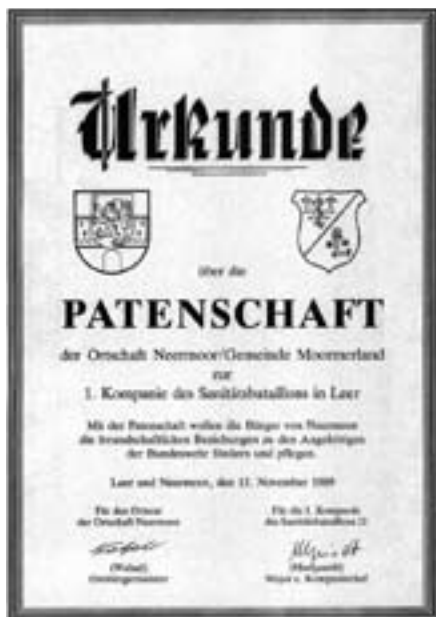 Urkunde
über die
PATENSCHAFT
der Ortschaft Neermoor/Gemeinde Moormerland
zur
1. Kompanie des Sanitätsbataillons in Leer
Mit der Patenschaft wollen die Bürger von Neermoor
die freundschaftlichen Beziehungen zu den Angehörigen
der Bundeswehr fördern und pflegen.
Leer und Neermoor, den 11. November 1989
Für den Ortsrat
der Ortschaft Neermoor
Für die 1. Kompanie
des Sanitätsbataillons 11
Ortsbürgermeister
Major u. Kompaniechef